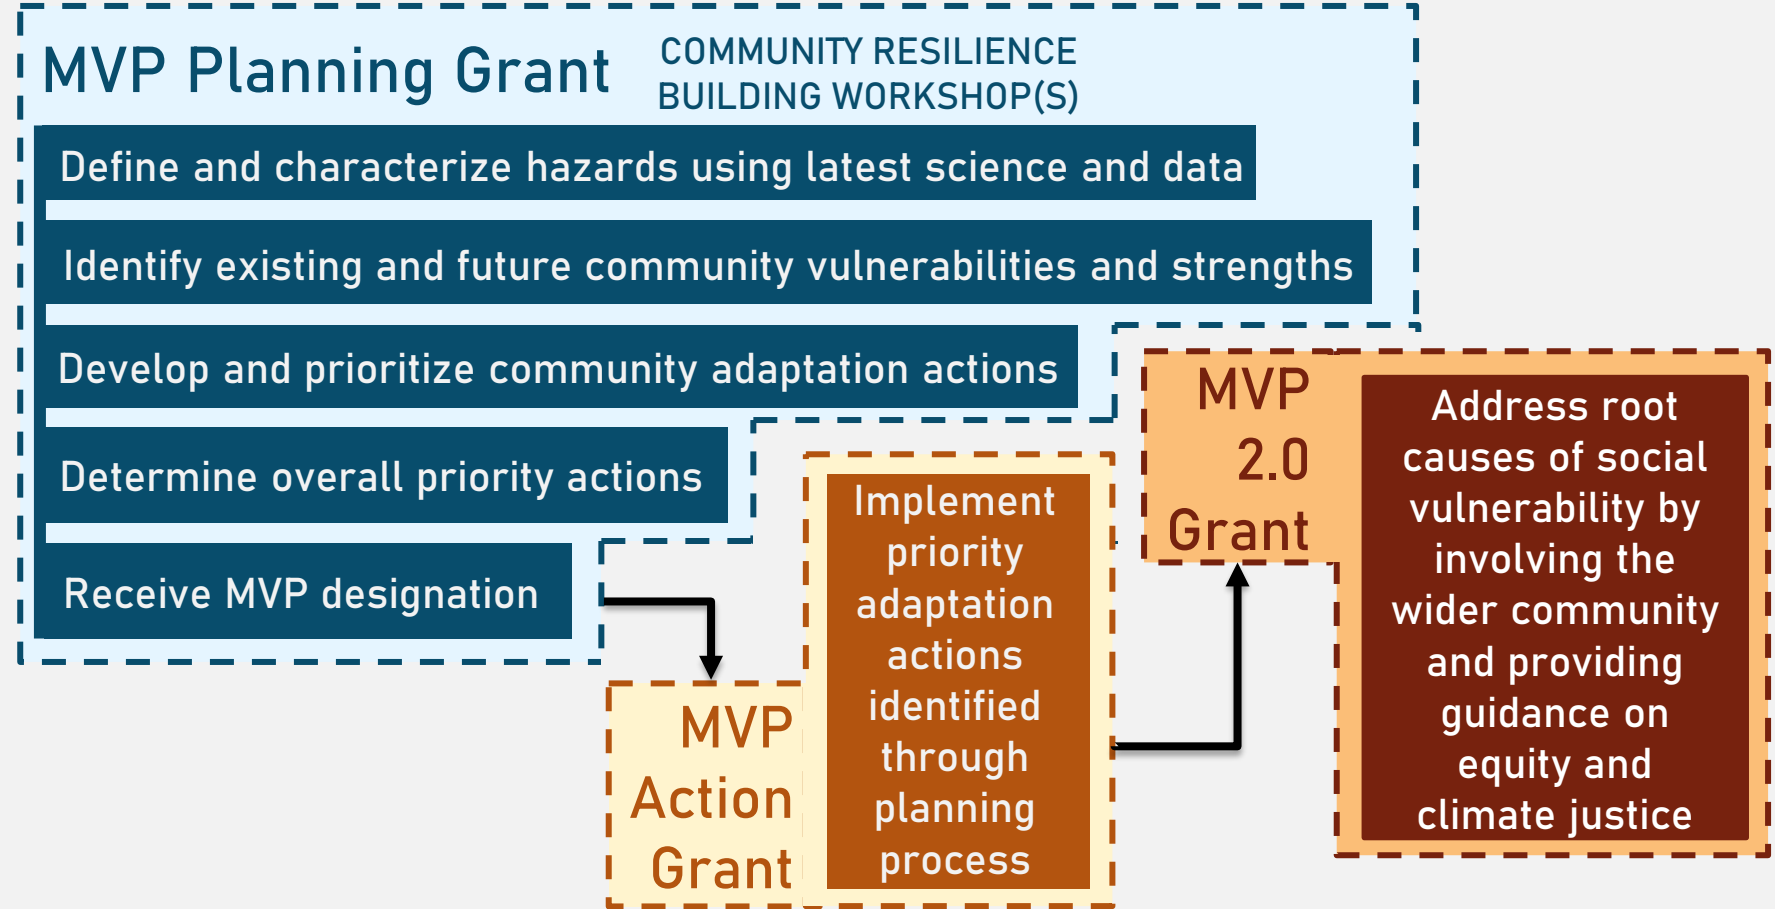 MVP Planning Grant
COMMUNITY RESILIENCE
BUILDING WORKSHOP(S)
Define and characterize hazards using latest science and data
Identify existing and future community vulnerabilities and strengths
Develop and prioritize community adaptation actions
Determine overall priority actions
Receive MVP designation
MVP
Action
Grant
Implement
priority
adaptation
actions
identified
through
planning
process
MVP
2.0
Grant
Address root
causes of social
vulnerability by
involving the
wider community
and providing
guidance on
equity and
climate justice